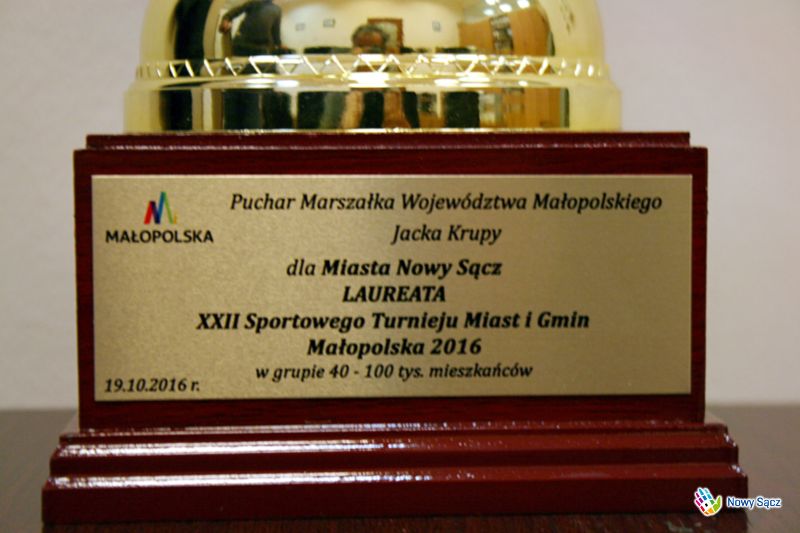 MAŁOPOLSKA
Puchar Marszałka Województwa Małopolskiego
Jacka Krupy
dla Miasta Nowy Sącz
LAUREATA
XXII Sportowego Turnieju Miast i Gmin
Małopolska 2016
w grupie 40 - 100 tys. mieszkańców
19.10.2016 r.
Nowy Sącz